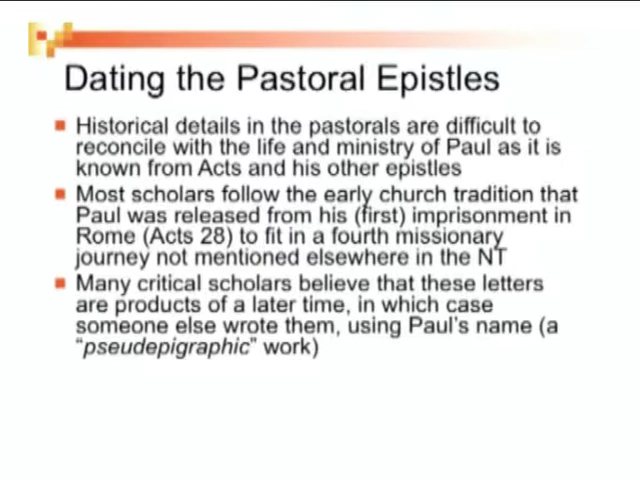 Dating the Pastoral Epistles
Historical details in the pastorals are difficult to
reconcile with the life and ministry of Paul as it is
known from Acts and his other epistles
Most scholars follow the early church tradition that
Paul was released from his (first) imprisonment in
Rome (Acts 28) to fit in a fourth missionary
journey not mentioned elsewhere in the NT
Many critical scholars believe that these letters
are products of a later time, in which case
someone else wrote them, using Paul's name (a
"pseudepigraphic" work)